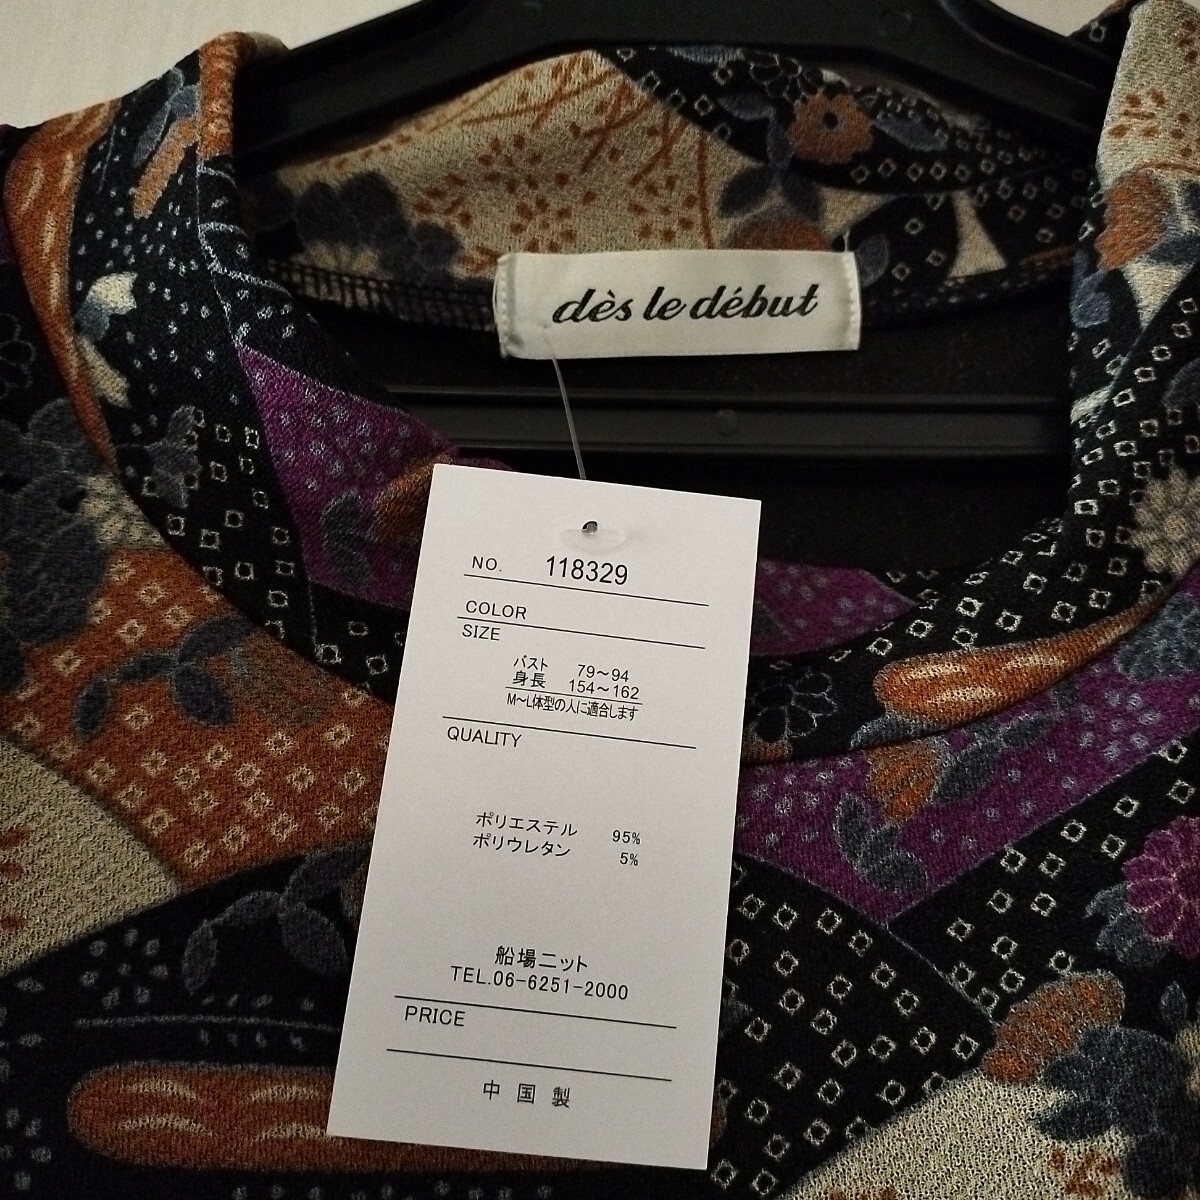 dès le début
NO. 118329
COLOR
SIZE
バスト 79～94
身長 154～162
M～L体型の人に適合します
QUALITY
ポリエステル 95%
ポリウレタン 5%
船場ニット
TEL.06-6251-2000
PRICE
中国製